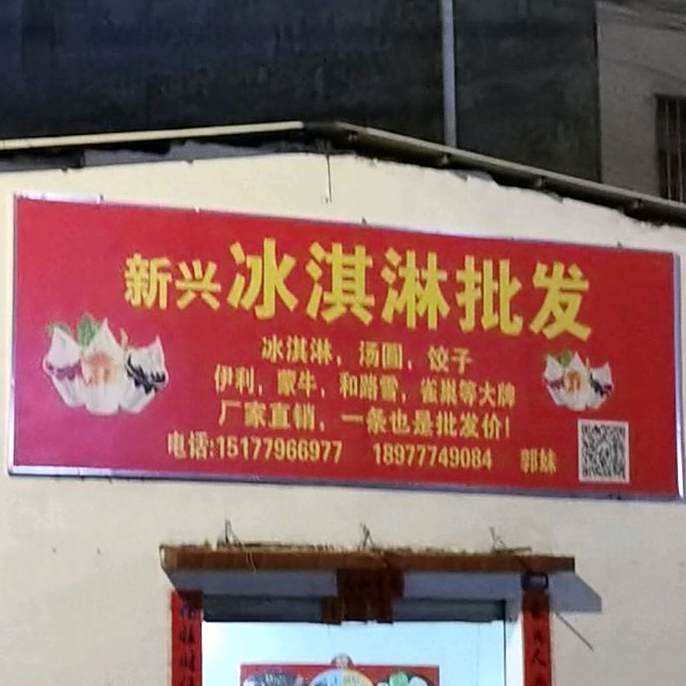 新兴冰淇淋批发
冰淇淋，汤圆，饺子
伊利，蒙牛，和路雪，雀巢等大牌
厂家直销，一条也是批发价！
电话:15177966977 18977749084 郭妹